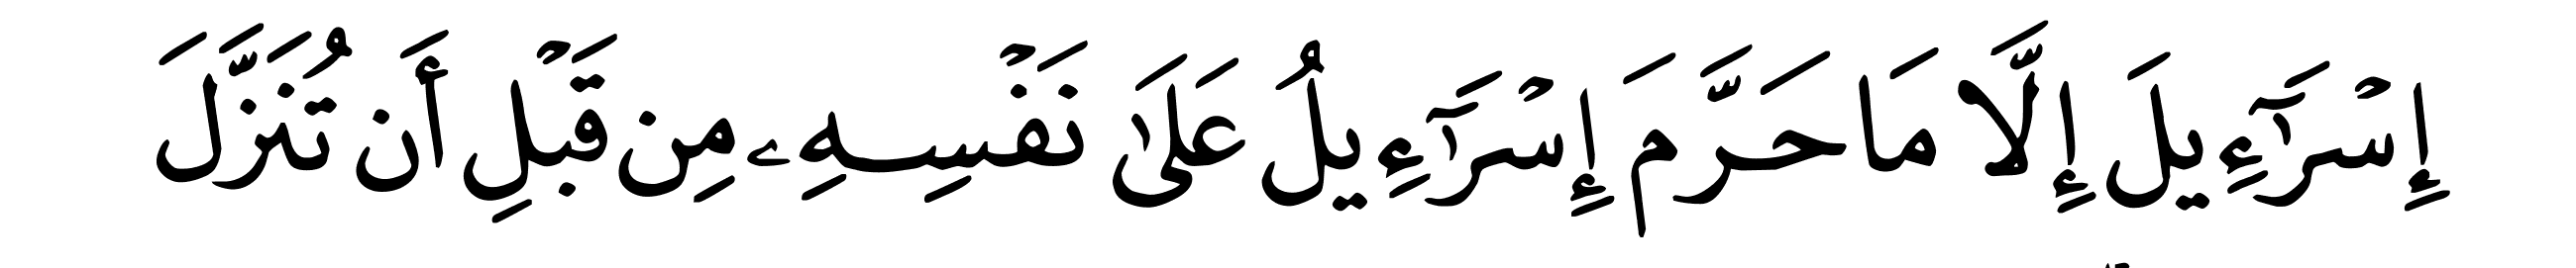 إِسۡرَٰٓءِيلَ إِلَّا مَا حَرَّمَ إِسۡرَٰٓءِيلُ عَلَىٰ نَفۡسِهِۦ مِن قَبۡلِ أَن تُنَزَّلَ